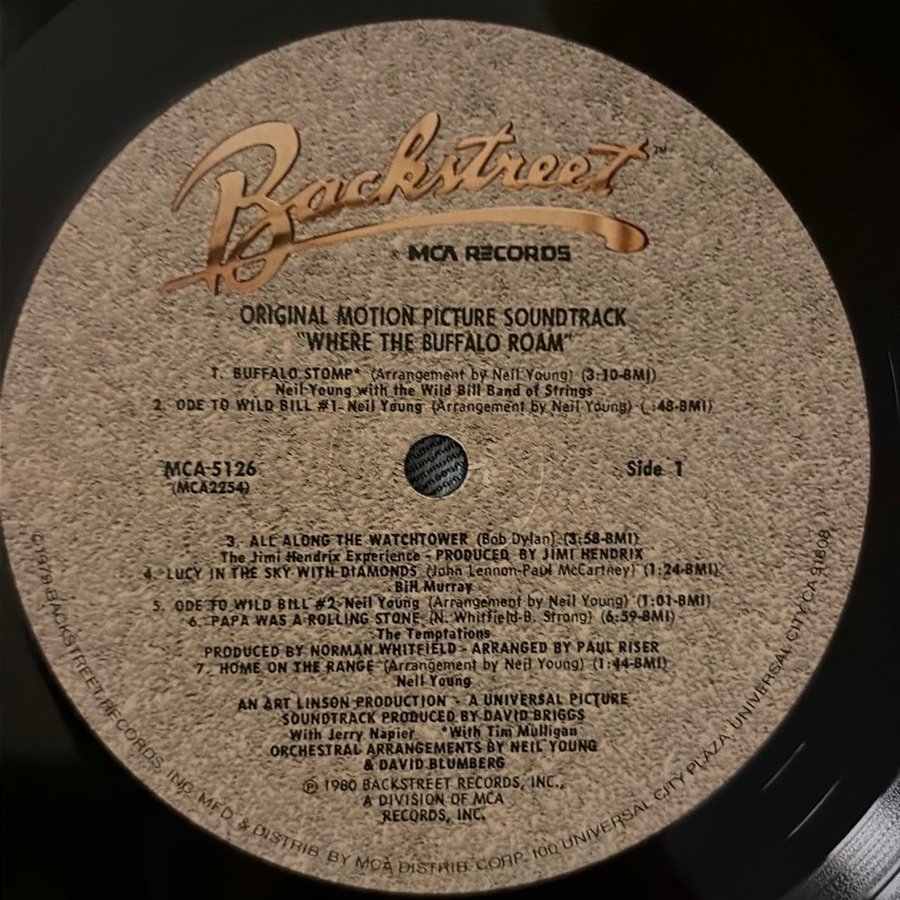 Backstreet™
MCA RECORDS
ORIGINAL MOTION PICTURE SOUNDTRACK
"WHERE THE BUFFALO ROAM"
1. BUFFALO STOMP* (Arrangement by Neil Young) (3:10-BMI)
Neil Young with the Wild Bill Band of Strings
2. ODE TO WILD BILL #1- Neil Young (Arrangement by Neil Young) (:48-BMI)
MCA-5126
(MCA2254)
Side 1
3. ALL ALONG THE WATCHTOWER (Bob Dylan) (3:58-BMI)
The Jimi Hendrix Experience - PRODUCED BY JIMI HENDRIX
4. LUCY IN THE SKY WITH DIAMONDS (John Lennon-Paul McCartney) (1:24-BMI)
Bill Murray
5. ODE TO WILD BILL #2-Neil Young (Arrangement by Neil Young) (1:01-BMI)
6. PAPA WAS A ROLLING STONE (N. Whitfield-B. Strong) (6:59-BMI)
The Temptations
PRODUCED BY NORMAN WHITFIELD - ARRANGED BY PAUL RISER
7. HOME ON THE RANGE (Arrangement by Neil Young) (1:44-BMI)
Neil Young
AN ART LINSON PRODUCTION - A UNIVERSAL PICTURE
SOUNDTRACK PRODUCED BY DAVID BRIGGS
With Jerry Napier *With Tim Mulligan
ORCHESTRAL ARRANGEMENTS BY NEIL YOUNG
& DAVID BLUMBERG
℗ 1980 BACKSTREET RECORDS, INC.,
A DIVISION OF MCA
RECORDS, INC.
©1979 BACKSTREET RECORDS, INC. MFD & DISTRIB BY MCA DISTRIB. CORP. 100 UNIVERSAL CITY PLAZA, UNIVERSAL CITY, CA 91608